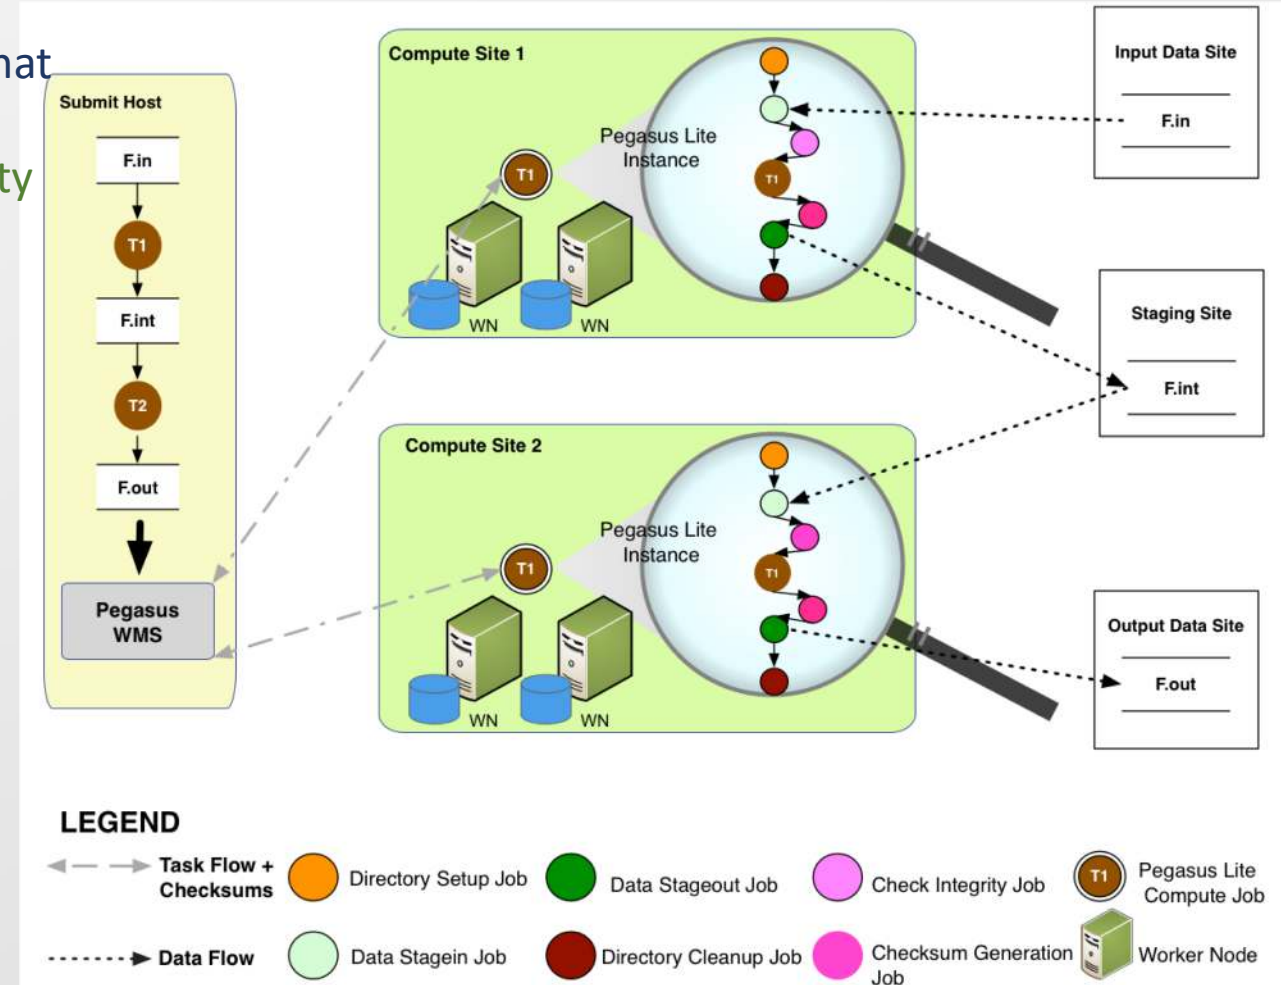 hat
ty
Submit Host
F.in
T1
F.int
T2
F.out
Pegasus
WMS
Compute Site 1
Pegasus Lite
Instance
T1
T1
WN
WN
Compute Site 2
Pegasus Lite
Instance
T1
T1
WN
WN
Input Data Site
F.in
Staging Site
F.int
Output Data Site
F.out
LEGEND
Task Flow +
Checksums
Directory Setup Job
Data Stageout Job
Check Integrity Job
T1
Pegasus Lite
Compute Job
Data Flow
Data Stagein Job
Directory Cleanup Job
Checksum Generation
Job
Worker Node